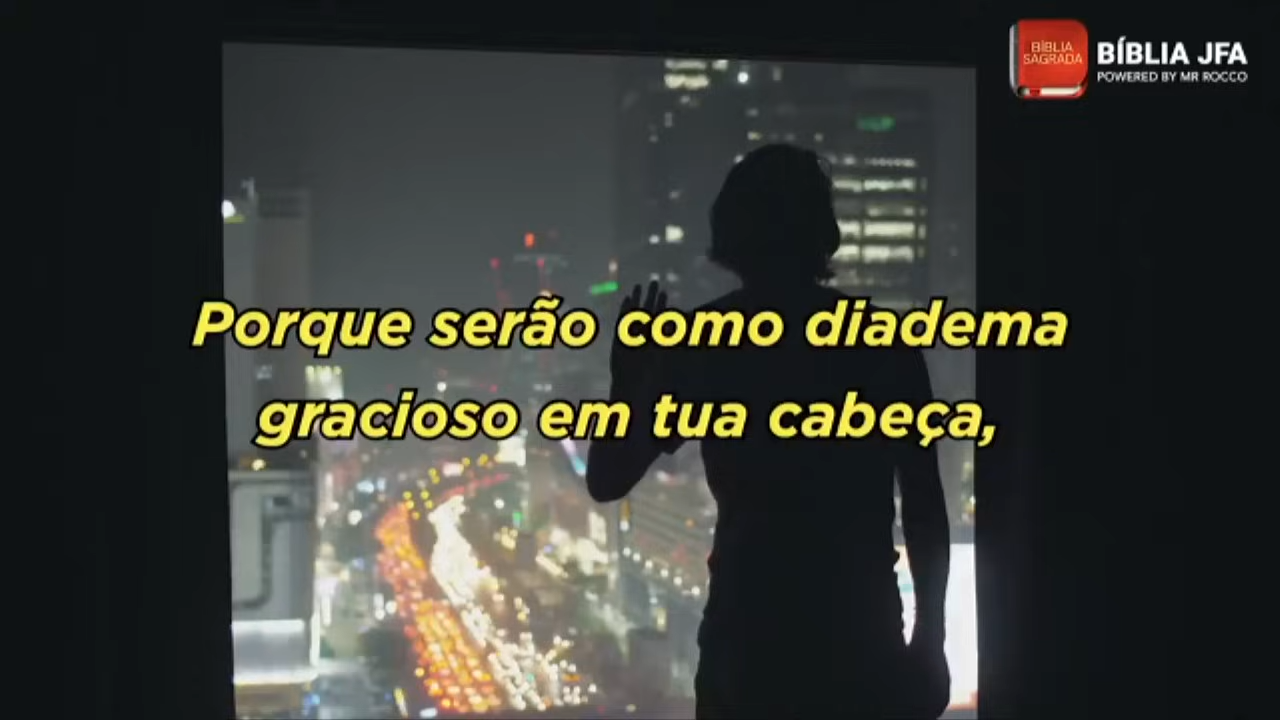 BÍBLIA
SAGRADA
BÍBLIA JFA
POWERED BY MR ROCCO
Porque serão como diadema
gracioso em tua cabeça,